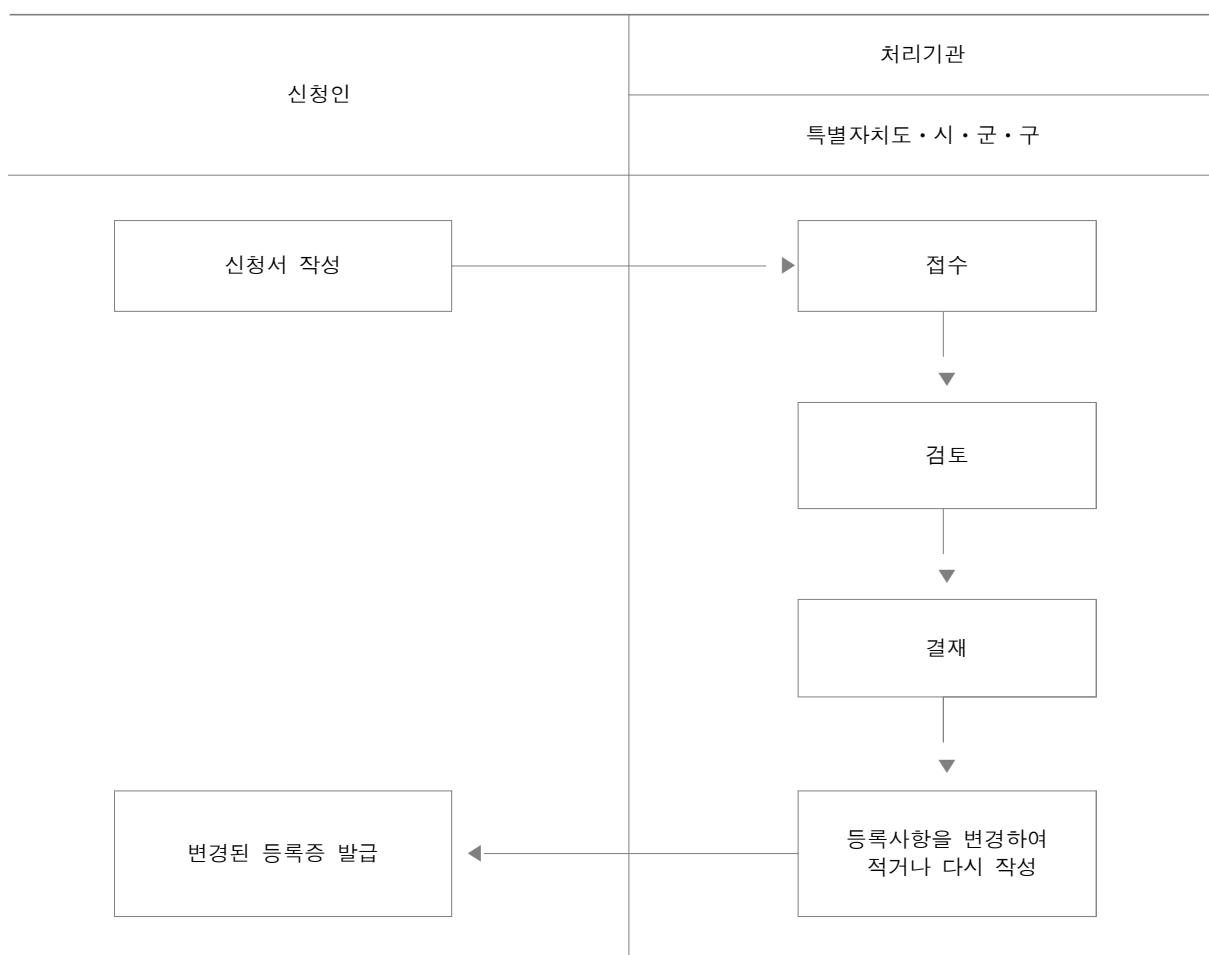 신청인
처리기관
특별자치도・시・군・구
신청서 작성
접수
검토
결재
등록사항을 변경하여
적거나 다시 작성
변경된 등록증 발급